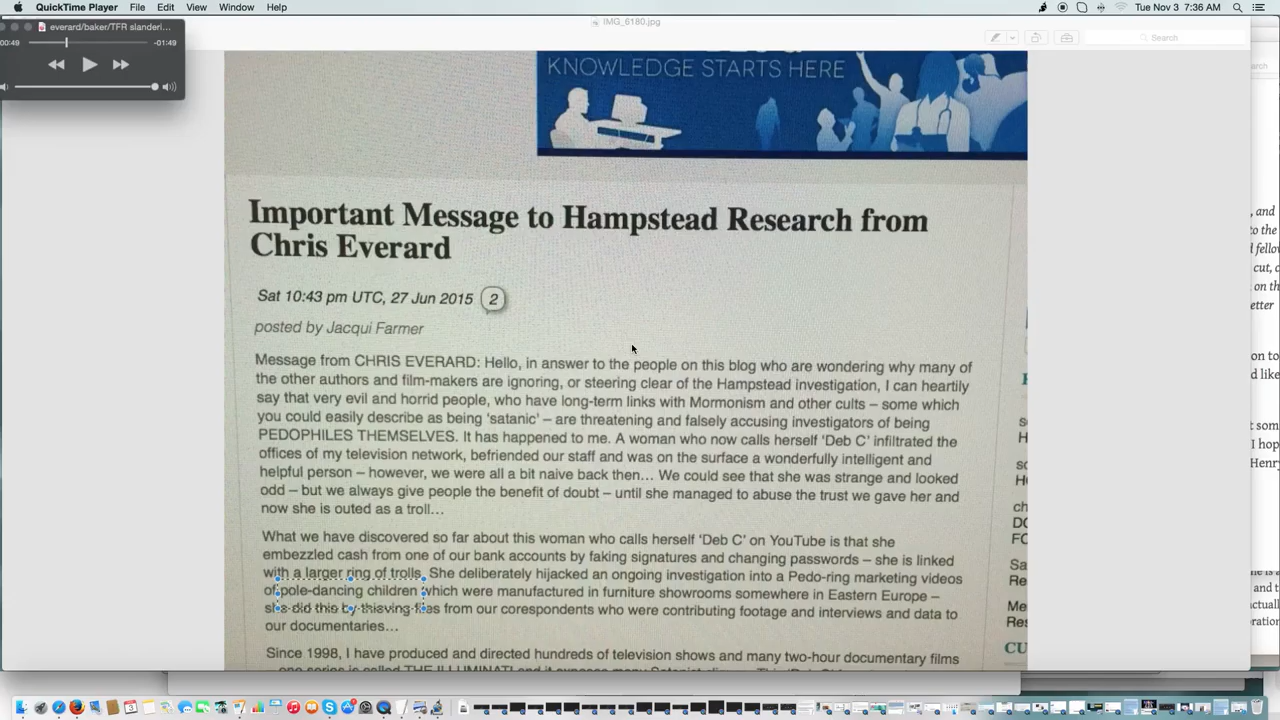 QuickTime Player File Edit View Window Help
Tue Nov 3 7:36 AM
everard/baker/TFR slanderi...
IMG_6180.jpg
00:49 -01:49
Search
KNOWLEDGE STARTS HERE
Important Message to Hampstead Research from
Chris Everard
Sat 10:43 pm UTC, 27 Jun 2015 2
posted by Jacqui Farmer
Message from CHRIS EVERARD: Hello, in answer to the people on this blog who are wondering why many of
the other authors and film-makers are ignoring, or steering clear of the Hampstead investigation, I can heartily
say that very evil and horrid people, who have long-term links with Mormonism and other cults – some which
you could easily describe as being 'satanic' – are threatening and falsely accusing investigators of being
PEDOPHILES THEMSELVES. It has happened to me. A woman who now calls herself 'Deb C' infiltrated the
offices of my television network, befriended our staff and was on the surface a wonderfully intelligent and
helpful person – however, we were all a bit naive back then... We could see that she was strange and looked
odd – but we always give people the benefit of doubt – until she managed to abuse the trust we gave her and
now she is outed as a troll...
What we have discovered so far about this woman who calls herself 'Deb C' on YouTube is that she
embezzled cash from one of our bank accounts by faking signatures and changing passwords – she is linked
with a larger ring of trolls. She deliberately hijacked an ongoing investigation into a Pedo-ring marketing videos
of pole-dancing children which were manufactured in furniture showrooms somewhere in Eastern Europe –
she did this by thieving files from our corespondents who were contributing footage and interviews and data to
our documentaries...
Since 1998, I have produced and directed hundreds of television shows and many two-hour documentary films